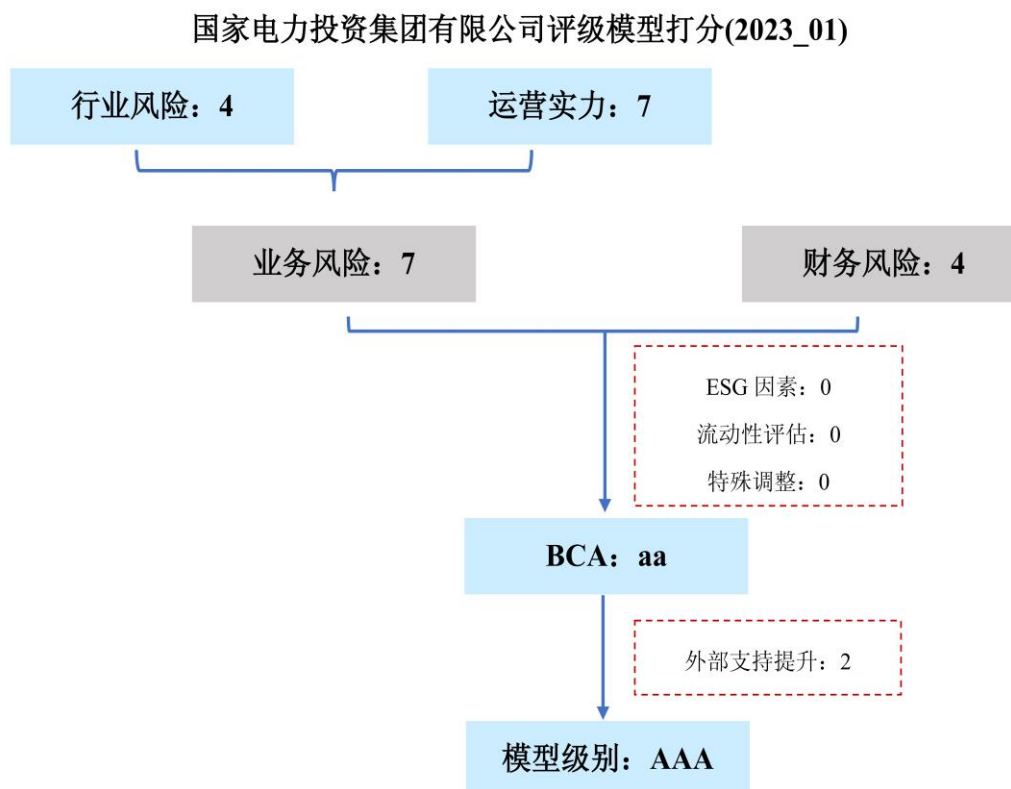 国家电力投资集团有限公司评级模型打分(2023_01)
行业风险：4
运营实力：7
业务风险：7
财务风险：4
ESG 因素：0
流动性评估：0
特殊调整：0
BCA：aa
外部支持提升：2
模型级别：AAA